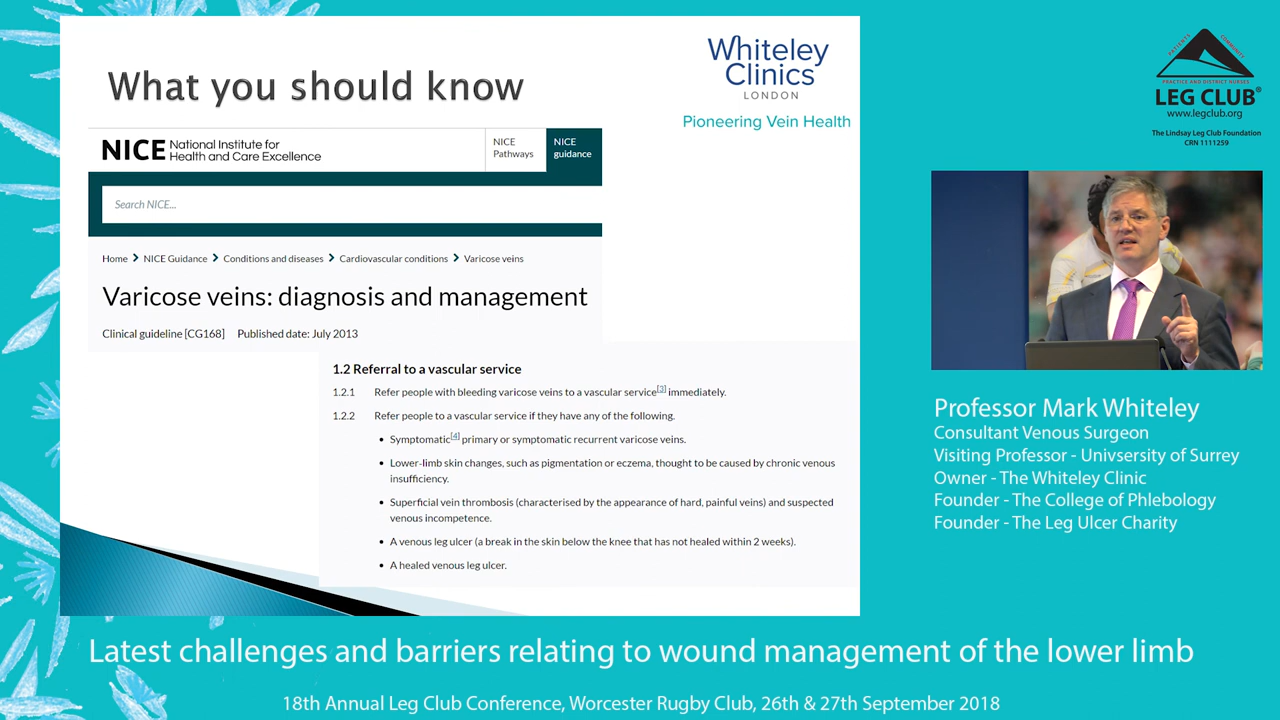 What you should know
Whiteley
Clinics
LONDON
Pioneering Vein Health
NICE National Institute for
Health and Care Excellence
NICE
Pathways
NICE
guidance
Search NICE...
Home > NICE Guidance > Conditions and diseases > Cardiovascular conditions > Varicose veins
Varicose veins: diagnosis and management
Clinical guideline [CG168] Published date: July 2013
1.2 Referral to a vascular service
1.2.1 Refer people with bleeding varicose veins to a vascular service[3] immediately.
1.2.2 Refer people to a vascular service if they have any of the following.
• Symptomatic[4] primary or symptomatic recurrent varicose veins.
• Lower-limb skin changes, such as pigmentation or eczema, thought to be caused by chronic venous
insufficiency.
• Superficial vein thrombosis (characterised by the appearance of hard, painful veins) and suspected
venous incompetence.
• A venous leg ulcer (a break in the skin below the knee that has not healed within 2 weeks).
• A healed venous leg ulcer.
PATIENTS
COMMUNITY
PRACTICE AND DISTRICT NURSES
LEG CLUB®
www.legclub.org
The Lindsay Leg Club Foundation
CRN 1111259
Professor Mark Whiteley
Consultant Venous Surgeon
Visiting Professor - Univsersity of Surrey
Owner - The Whiteley Clinic
Founder - The College of Phlebology
Founder - The Leg Ulcer Charity
Latest challenges and barriers relating to wound management of the lower limb
18th Annual Leg Club Conference, Worcester Rugby Club, 26th & 27th September 2018